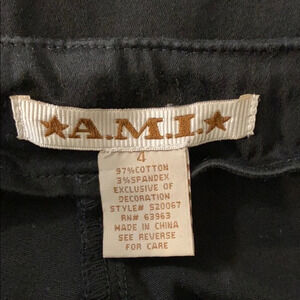 ★A.M.I.★
4
97%COTTON
3%SPANDEX
EXCLUSIVE OF
DECORATION
STYLE# S20067
RN# 63963
MADE IN CHINA
SEE REVERSE
FOR CARE